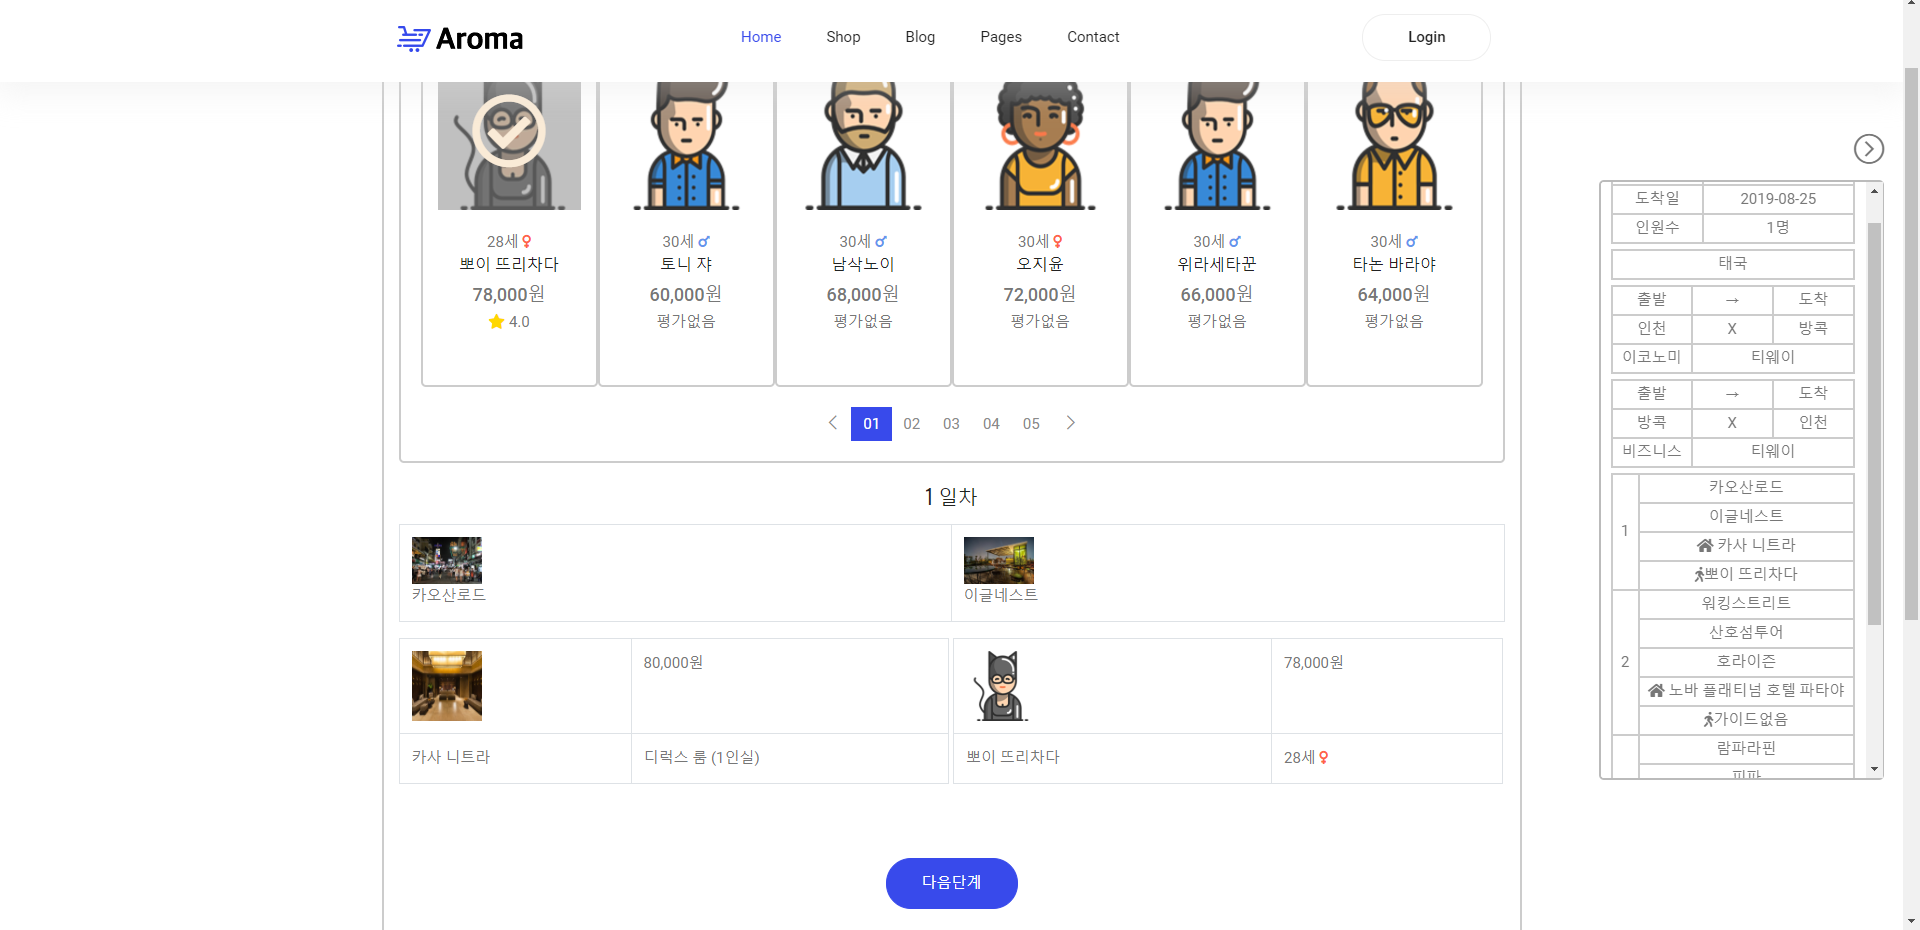 Aroma
Home Shop Blog Pages Contact Login
28세 30세 30세 30세 30세 30세
뽀이 뜨리차다 토니 쟈 남삭노이 오지윤 위라세타꾼 타논 바라야
78,000원 60,000원 68,000원 72,000원 66,000원 64,000원
4.0 평가없음 평가없음 평가없음 평가없음 평가없음
01 02 03 04 05
1 일차
카오산로드 이글네스트
80,000원 78,000원
카사 니트라 디럭스 룸 (1인실) 뽀이 뜨리차다 28세
다음단계
도착일 2019-08-25
인원수 1명
태국
출발 → 도착
인천 X 방콕
이코노미 티웨이
출발 → 도착
방콕 X 인천
비즈니스 티웨이
카오산로드
이글네스트
1
카사 니트라
뽀이 뜨리차다
워킹스트리트
산호섬투어
2 호라이즌
노바 플래티넘 호텔 파타야
가이드없음
람파라핀